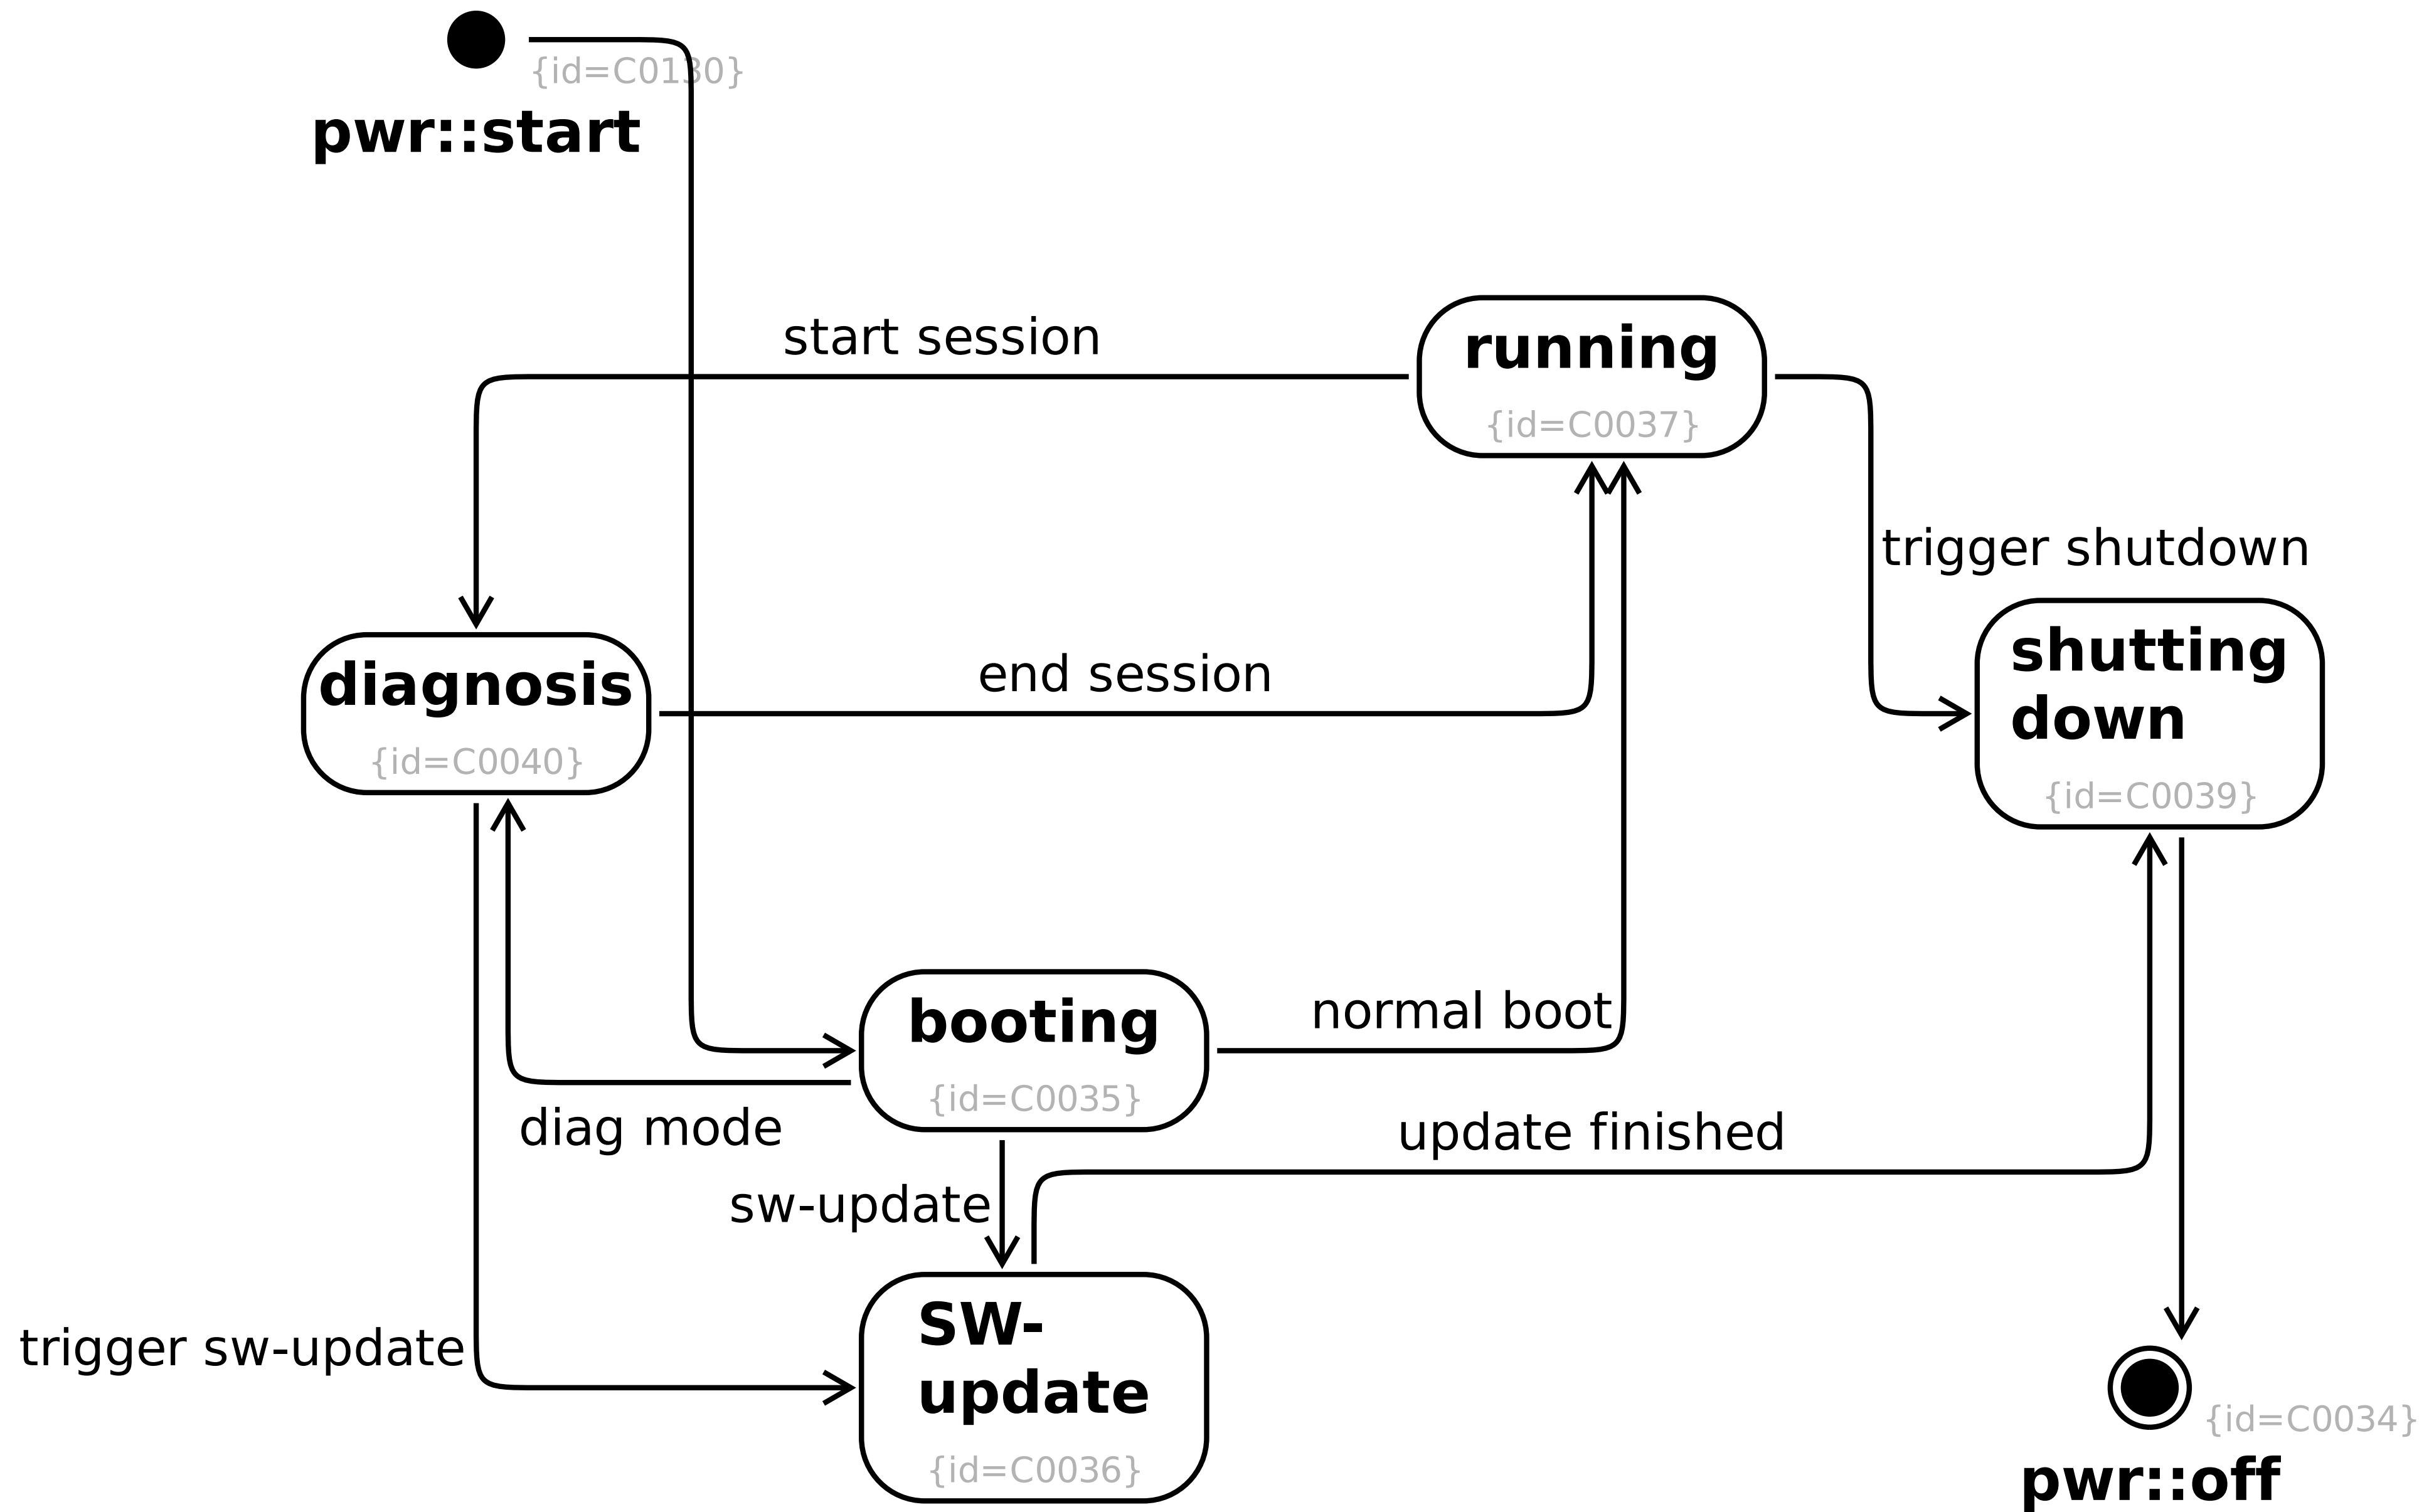 {id=C0130}
pwr::start
start session
running
{id=C0037}
trigger shutdown
diagnosis
{id=C0040}
end session
shutting
down
{id=C0039}
booting
{id=C0035}
normal boot
diag mode
update finished
sw-update
trigger sw-update
SW-
update
{id=C0036}
{id=C0034}
pwr::off